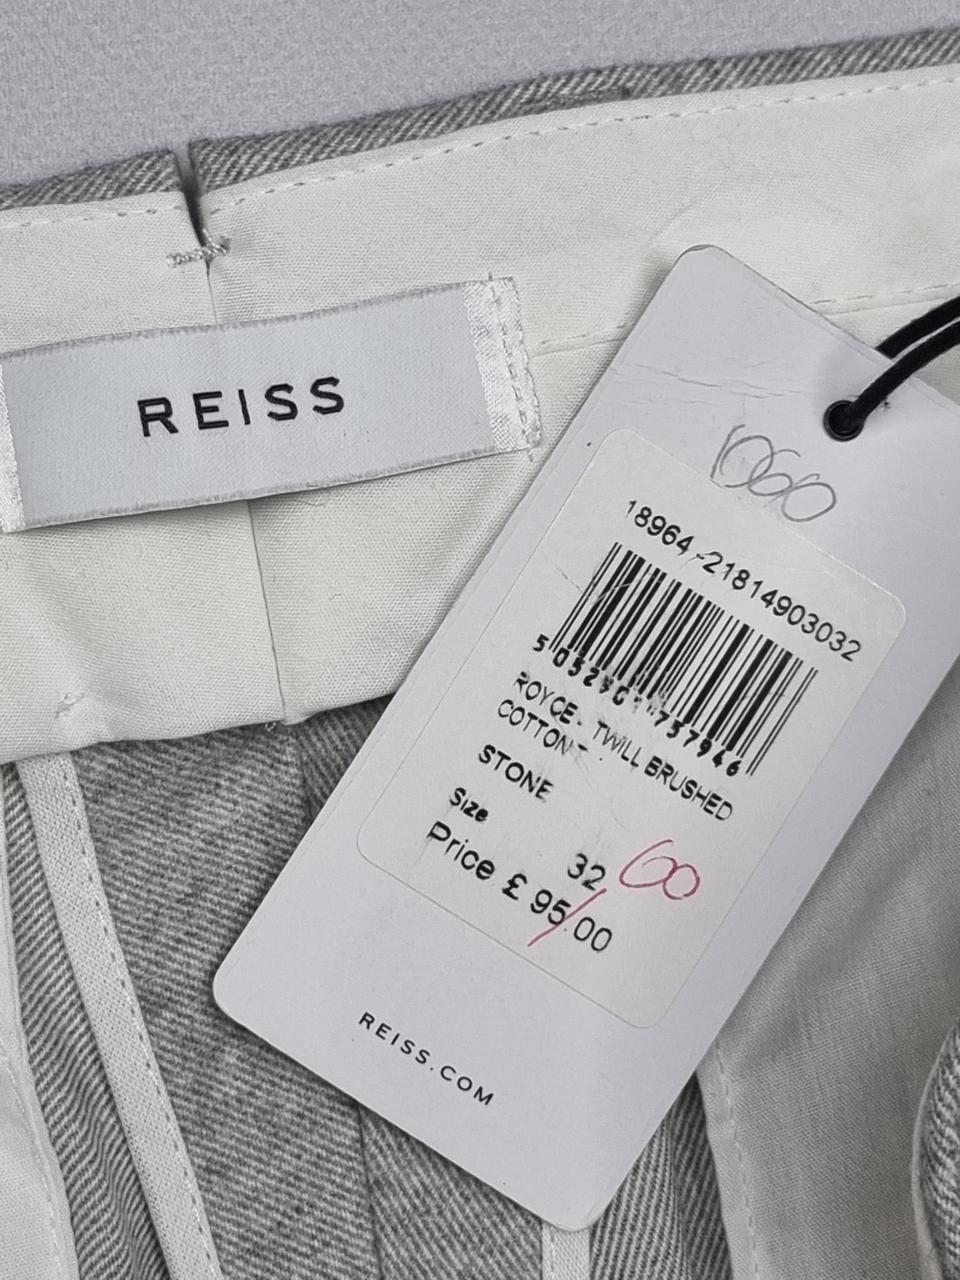 REISS
1060
18964-21814903032
ROYCE TWILL BRUSHED
COTTON
STONE
Size
32
60
Price £ 95.00
REISS.COM